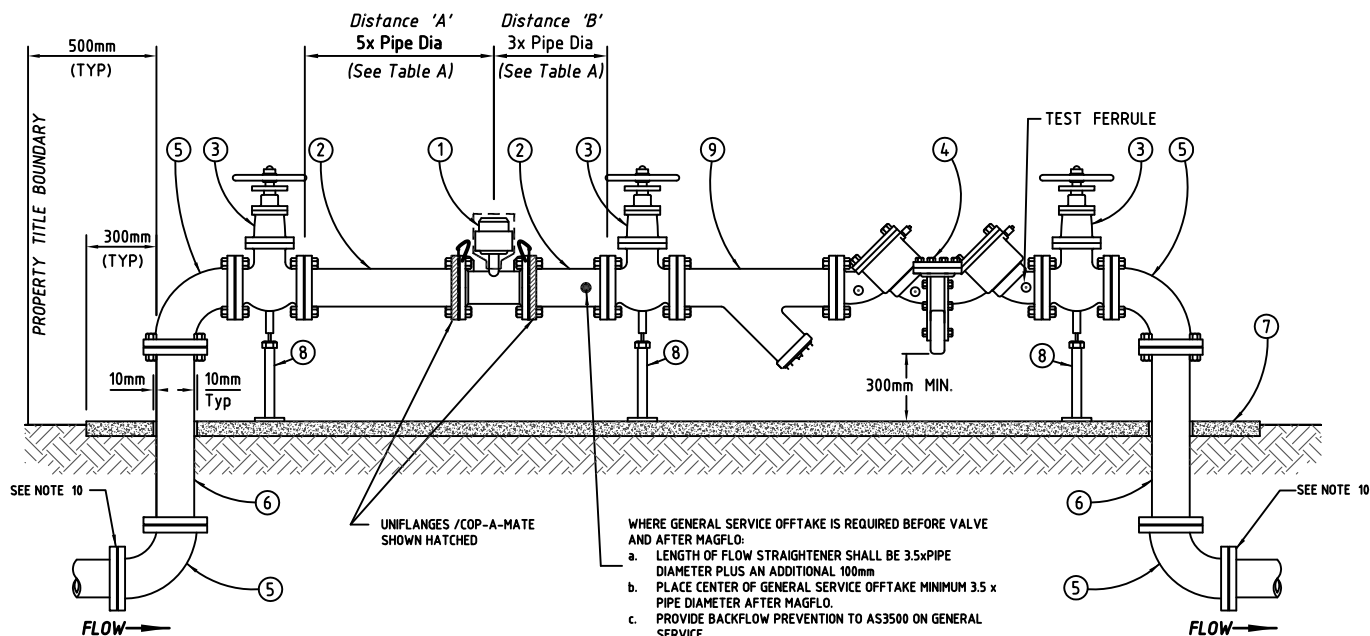 Distance 'A'
5x Pipe Dia
(See Table A)
Distance 'B'
3x Pipe Dia
(See Table A)
500mm
(TYP)
PROPERTY TITLE BOUNDARY
TEST FERRULE
5
3
2
1
2
3
9
4
3
5
300mm
(TYP)
7
8
8
8
10mm
10mm
Typ
300mm MIN.
SEE NOTE 10
6
6
SEE NOTE 10
UNIFLANGES /COP-A-MATE
SHOWN HATCHED
WHERE GENERAL SERVICE OFFTAKE IS REQUIRED BEFORE VALVE
AND AFTER MAGFLO:
a. LENGTH OF FLOW STRAIGHTENER SHALL BE 3.5xPIPE
DIAMETER PLUS AN ADDITIONAL 100mm
b. PLACE CENTER OF GENERAL SERVICE OFFTAKE MINIMUM 3.5 x
PIPE DIAMETER AFTER MAGFLO.
c. PROVIDE BACKFLOW PREVENTION TO AS3500 ON GENERAL
SERVICE
5
5
FLOW
FLOW